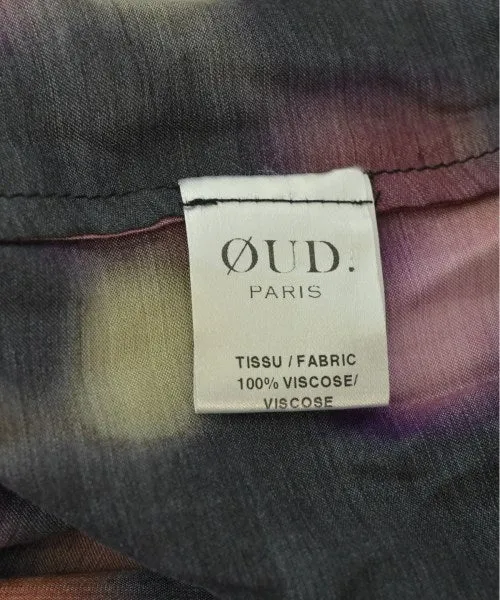 ØUD.
PARIS
TISSU / FABRIC
100% VISCOSE/
VISCOSE